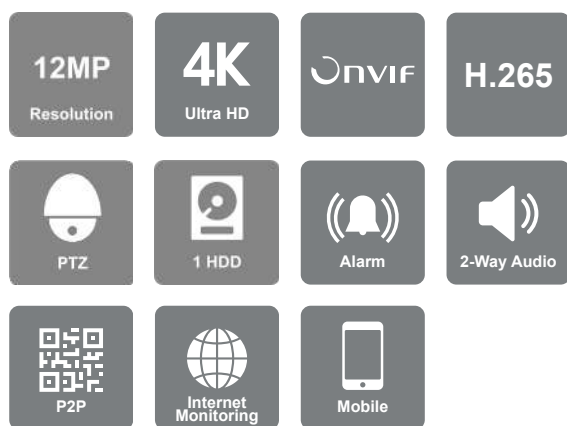 12MP
Resolution
4K
Ultra HD
ONVIF
H.265
PTZ
1 HDD
Alarm
2-Way Audio
P2P
Internet
Monitoring
Mobile